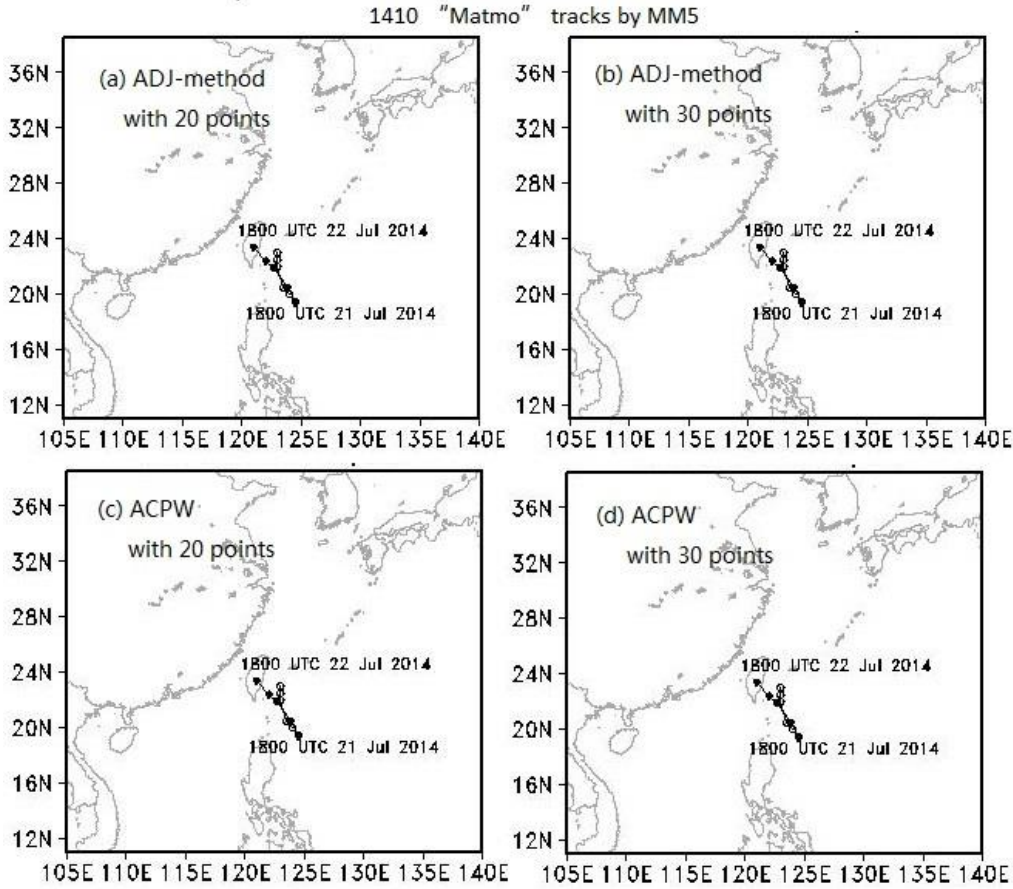 1410 “Matmo” tracks by MM5
(a) ADJ-method
with 20 points
36N
32N
28N
24N
20N
16N
12N
1800 UTC 22 Jul 2014
1800 UTC 21 Jul 2014
105E 110E 115E 120E 125E 130E 135E 140E
(b) ADJ-method
with 30 points
36N
32N
28N
24N
20N
16N
12N
1800 UTC 22 Jul 2014
1800 UTC 21 Jul 2014
105E 110E 115E 120E 125E 130E 135E 140E
(c) ACPW
with 20 points
36N
32N
28N
24N
20N
16N
12N
1800 UTC 22 Jul 2014
1800 UTC 21 Jul 2014
105E 110E 115E 120E 125E 130E 135E 140E
(d) ACPW
with 30 points
36N
32N
28N
24N
20N
16N
12N
1800 UTC 22 Jul 2014
1800 UTC 21 Jul 2014
105E 110E 115E 120E 125E 130E 135E 140E